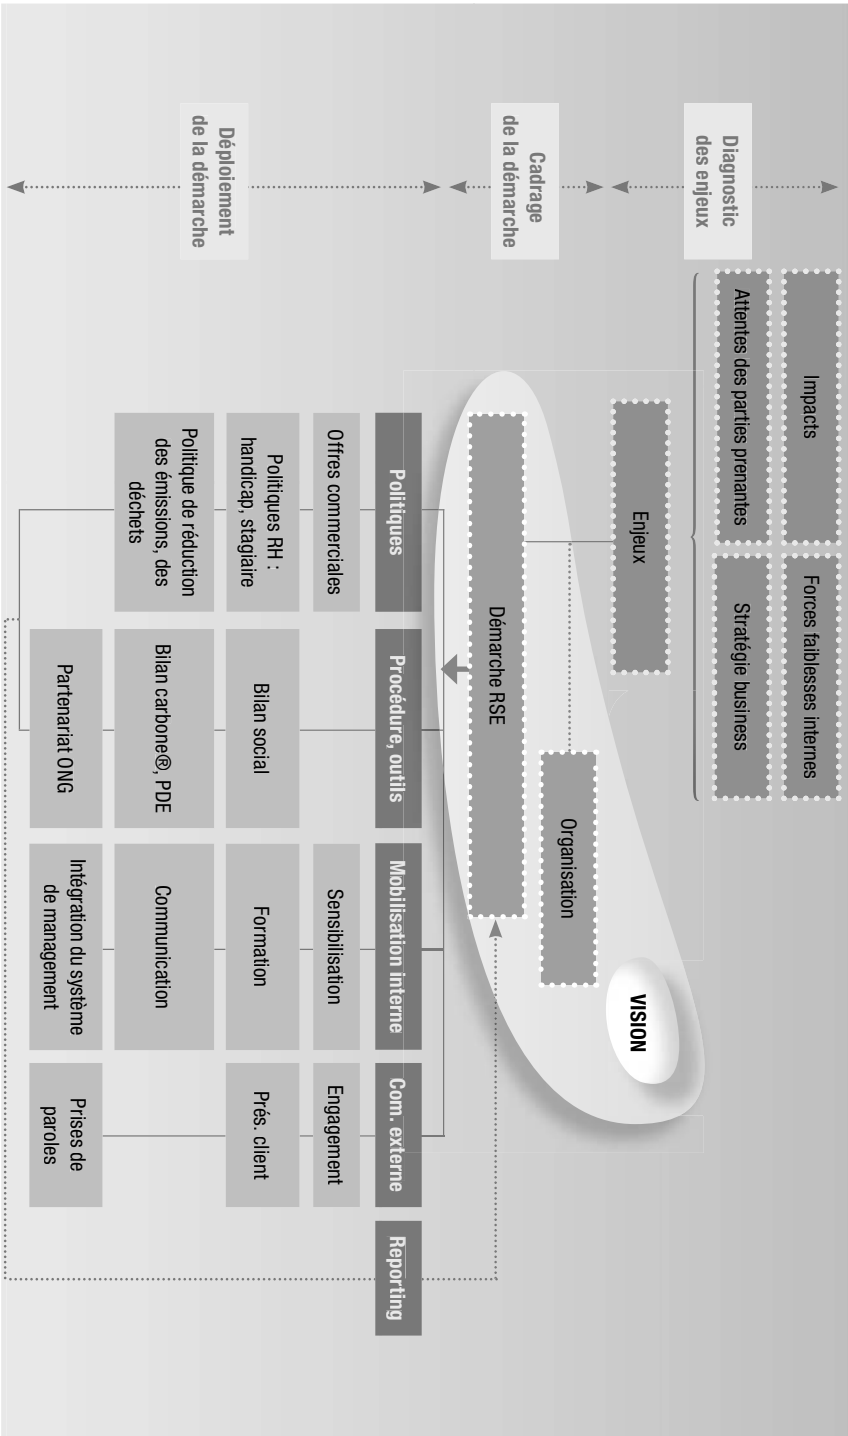 Diagnostic
des enjeux
Impacts
Forces faiblesses internes
Attentes des parties prenantes
Stratégie business
Cadrage
de la démarche
Enjeux
VISION
Organisation
Démarche RSE
Déploiement
de la démarche
Politiques
Procédure, outils
Mobilisation interne
Com. externe
Reporting
Offres commerciales
Sensibilisation
Engagement
Politiques RH :
handicap, stagiaire
Bilan social
Formation
Prés. client
Politique de réduction
des émissions, des
déchets
Bilan carbone®, PDE
Communication
Partenariat ONG
Intégration du système
de management
Prises de
paroles